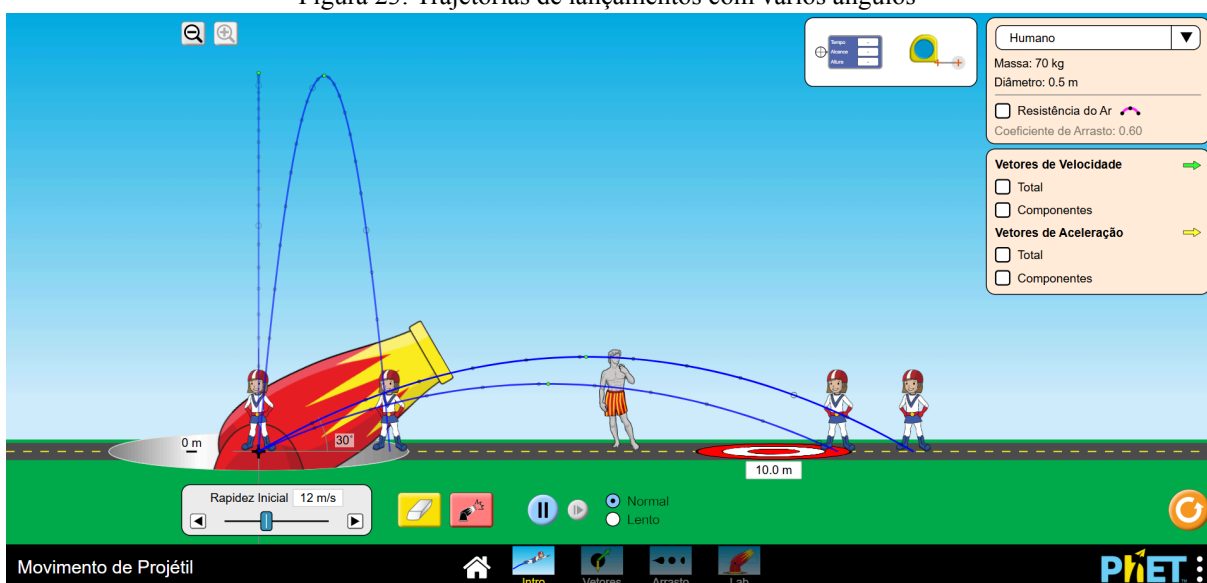 Figura 25: Trajetórias de lançamentos com vários ângulos
Tempo
Alcance
Altura
Humano
Massa: 70 kg
Diâmetro: 0.5 m
Resistência do Ar
Coeficiente de Arrasto: 0.60
Vetores de Velocidade
Total
Componentes
Vetores de Aceleração
Total
Componentes
0 m
30°
10.0 m
Rapidez Inicial 12 m/s
Normal
Lento
Movimento de Projétil
Intro
Vetores
Arrasto
Lab
PhET